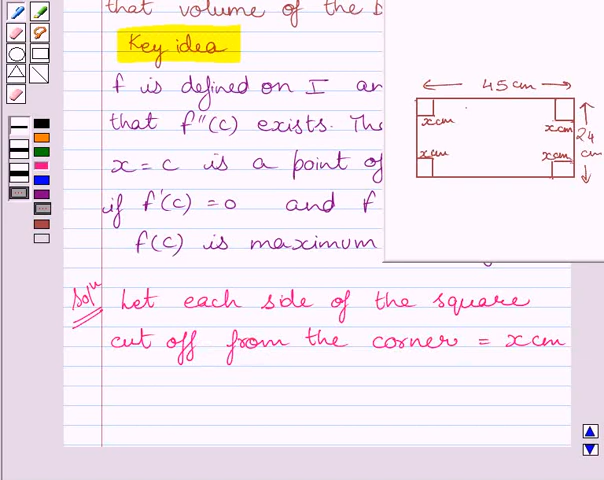 that volume of the b
Key idea
f is defined on I an
that f"(c) exists. The
x = c is a point of
if f'(c) = 0 and f
f(c) is maximum
45 cm
x cm
x cm
24
cm
x cm
x cm
Solⁿ Let each side of the square
cut off from the corner = x cm